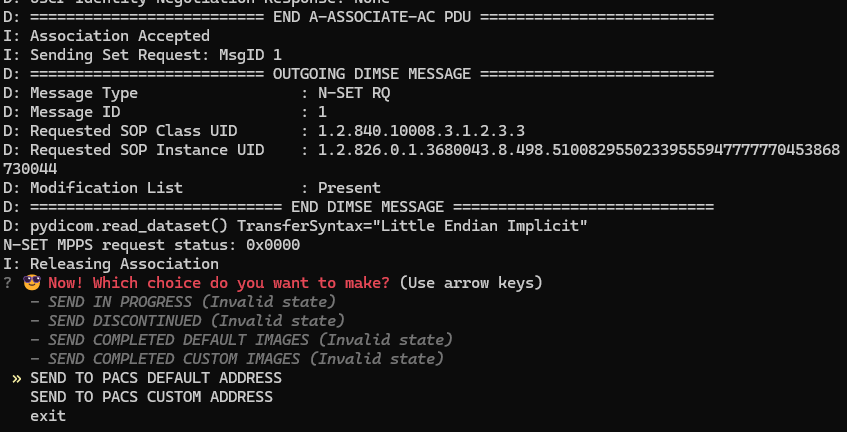 D: User Identity Negotiation Response: None
D: ========================== END A-ASSOCIATE-AC PDU ==========================
I: Association Accepted
I: Sending Set Request: MsgID 1
D: ========================== OUTGOING DIMSE MESSAGE ==========================
D: Message Type                  : N-SET RQ
D: Message ID                    : 1
D: Requested SOP Class UID       : 1.2.840.10008.3.1.2.3.3
D: Requested SOP Instance UID    : 1.2.826.0.1.3680043.8.498.51008295502339555947777770453868
730044
D: Modification List             : Present
D: ============================ END DIMSE MESSAGE =============================
D: pydicom.read_dataset() TransferSyntax="Little Endian Implicit"
N-SET MPPS request status: 0x0000
I: Releasing Association
? 😎 Now! Which choice do you want to make? (Use arrow keys)
   - SEND IN PROGRESS (Invalid state)
   - SEND DISCONTINUED (Invalid state)
   - SEND COMPLETED DEFAULT IMAGES (Invalid state)
   - SEND COMPLETED CUSTOM IMAGES (Invalid state)
 » SEND TO PACS DEFAULT ADDRESS
   SEND TO PACS CUSTOM ADDRESS
   exit